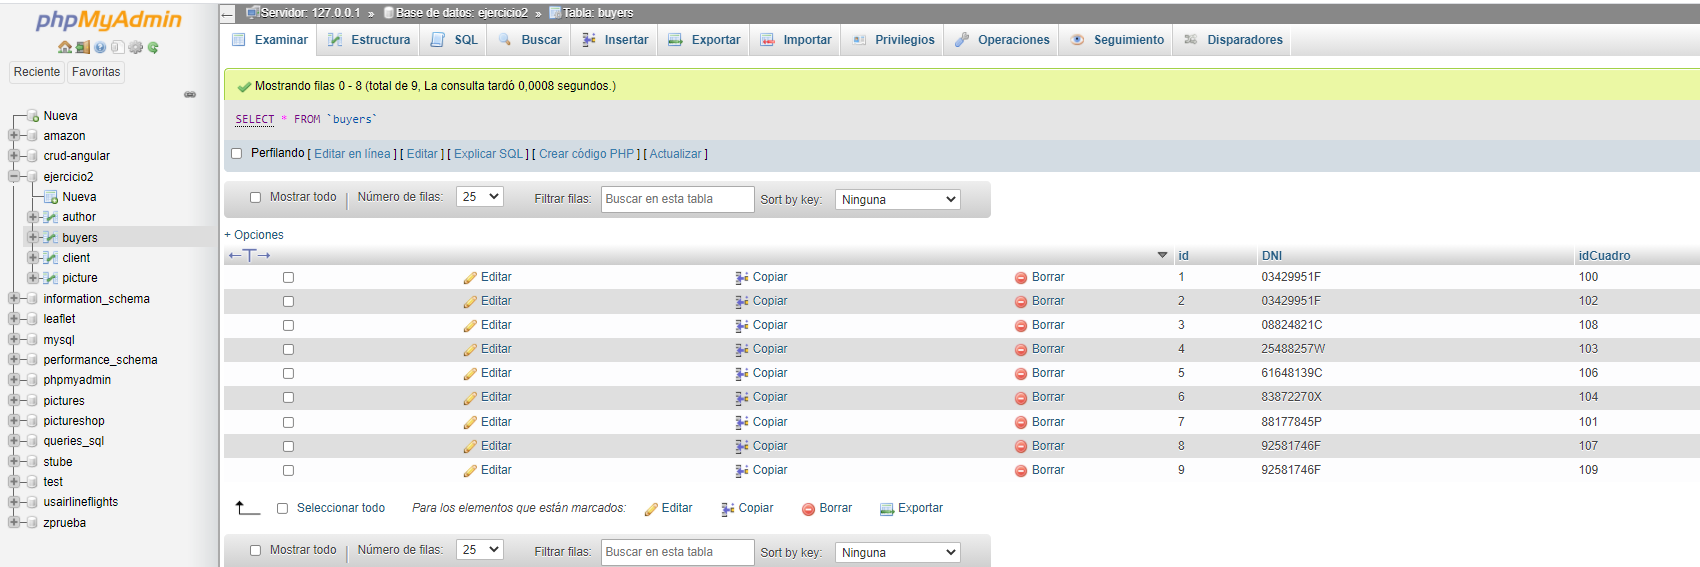 phpMyAdmin
Reciente Favoritas
Nueva
amazon
crud-angular
ejercicio2
Nueva
author
buyers
client
picture
information_schema
leaflet
mysql
performance_schema
phpmyadmin
pictures
pictureshop
queries_sql
stube
test
usairlineflights
zprueba
Servidor: 127.0.0.1 » Base de datos: ejercicio2 » Tabla: buyers
Examinar Estructura SQL Buscar Insertar Exportar Importar Privilegios Operaciones Seguimiento Disparadores
Mostrando filas 0 - 8 (total de 9, La consulta tardó 0,0008 segundos.)
SELECT * FROM `buyers`
Perfilando [ Editar en línea ] [ Editar ] [ Explicar SQL ] [ Crear código PHP ] [ Actualizar ]
Mostrar todo Número de filas: 25 Filtrar filas: Buscar en esta tabla Sort by key: Ninguna
+ Opciones
←T→ id DNI idCuadro
Editar Copiar Borrar 1 03429951F 100
Editar Copiar Borrar 2 03429951F 102
Editar Copiar Borrar 3 08824821C 108
Editar Copiar Borrar 4 25488257W 103
Editar Copiar Borrar 5 61648139C 106
Editar Copiar Borrar 6 83872270X 104
Editar Copiar Borrar 7 88177845P 101
Editar Copiar Borrar 8 92581746F 107
Editar Copiar Borrar 9 92581746F 109
Seleccionar todo Para los elementos que están marcados: Editar Copiar Borrar Exportar
Mostrar todo Número de filas: 25 Filtrar filas: Buscar en esta tabla Sort by key: Ninguna